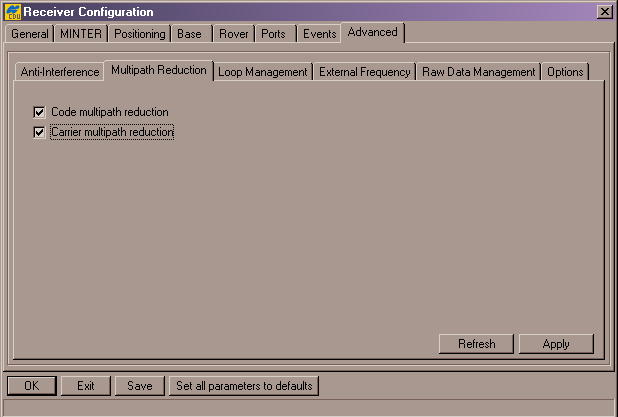 CDU Receiver Configuration
General MINTER Positioning Base Rover Ports Events Advanced
Anti-Interference Multipath Reduction Loop Management External Frequency Raw Data Management Options
Code multipath reduction
Carrier multipath reduction
Refresh Apply
OK Exit Save Set all parameters to defaults